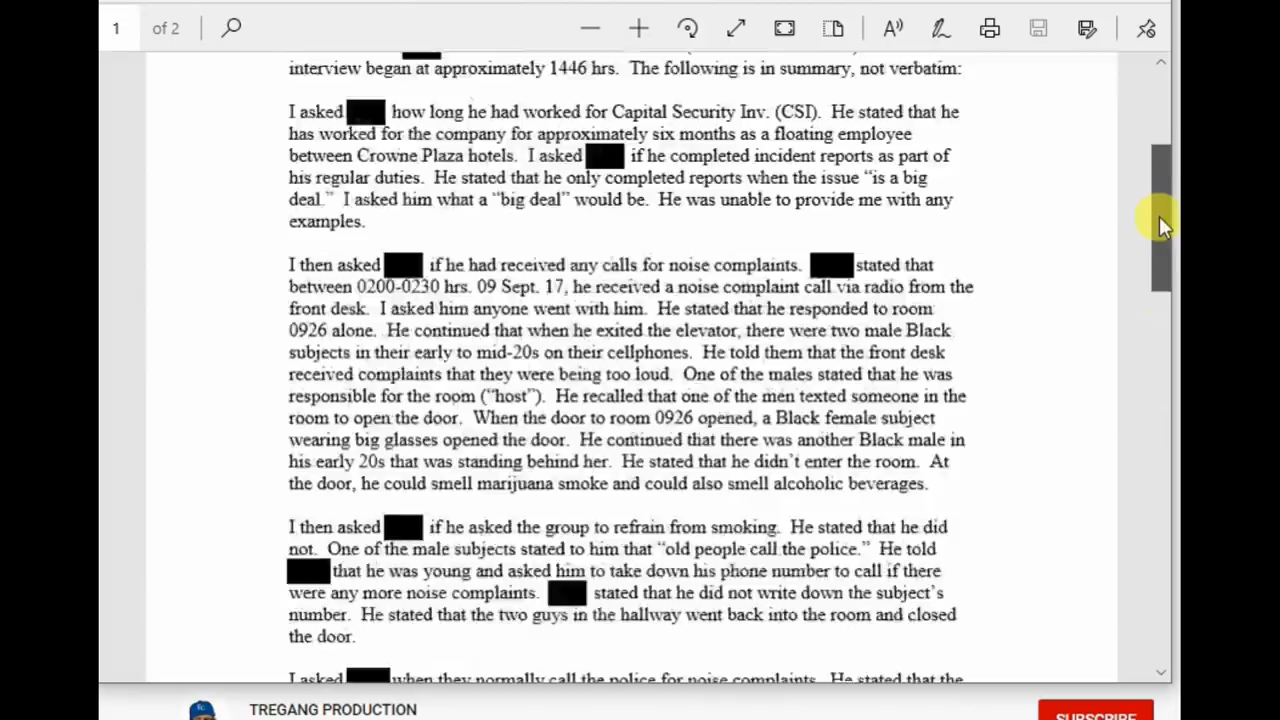 1 of 2
interview began at approximately 1446 hrs. The following is in summary, not verbatim:
I asked how long he had worked for Capital Security Inv. (CSI). He stated that he
has worked for the company for approximately six months as a floating employee
between Crowne Plaza hotels. I asked if he completed incident reports as part of
his regular duties. He stated that he only completed reports when the issue “is a big
deal.” I asked him what a “big deal” would be. He was unable to provide me with any
examples.
I then asked if he had received any calls for noise complaints. stated that
between 0200-0230 hrs. 09 Sept. 17, he received a noise complaint call via radio from the
front desk. I asked him anyone went with him. He stated that he responded to room
0926 alone. He continued that when he exited the elevator, there were two male Black
subjects in their early to mid-20s on their cellphones. He told them that the front desk
received complaints that they were being too loud. One of the males stated that he was
responsible for the room (“host”). He recalled that one of the men texted someone in the
room to open the door. When the door to room 0926 opened, a Black female subject
wearing big glasses opened the door. He continued that there was another Black male in
his early 20s that was standing behind her. He stated that he didn’t enter the room. At
the door, he could smell marijuana smoke and could also smell alcoholic beverages.
I then asked if he asked the group to refrain from smoking. He stated that he did
not. One of the male subjects stated to him that “old people call the police.” He told
that he was young and asked him to take down his phone number to call if there
were any more noise complaints. stated that he did not write down the subject’s
number. He stated that the two guys in the hallway went back into the room and closed
the door.
I asked when they normally call the police for noise complaints. He stated that the
TREGANG PRODUCTION
SUBSCRIBE